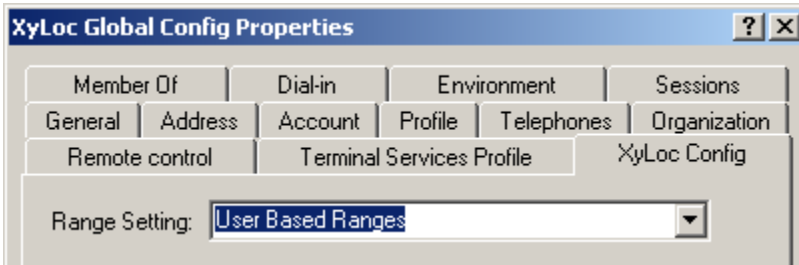 XyLoc Global Config Properties
Member Of Dial-in Environment Sessions
General Address Account Profile Telephones Organization
Remote control Terminal Services Profile XyLoc Config
Range Setting: User Based Ranges